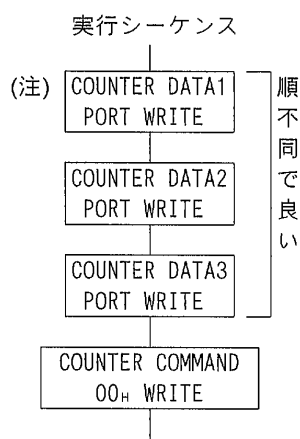 実行シーケンス
(注)
COUNTER DATA1
PORT WRITE
COUNTER DATA2
PORT WRITE
COUNTER DATA3
PORT WRITE
順不同で良い
COUNTER COMMAND
00H WRITE